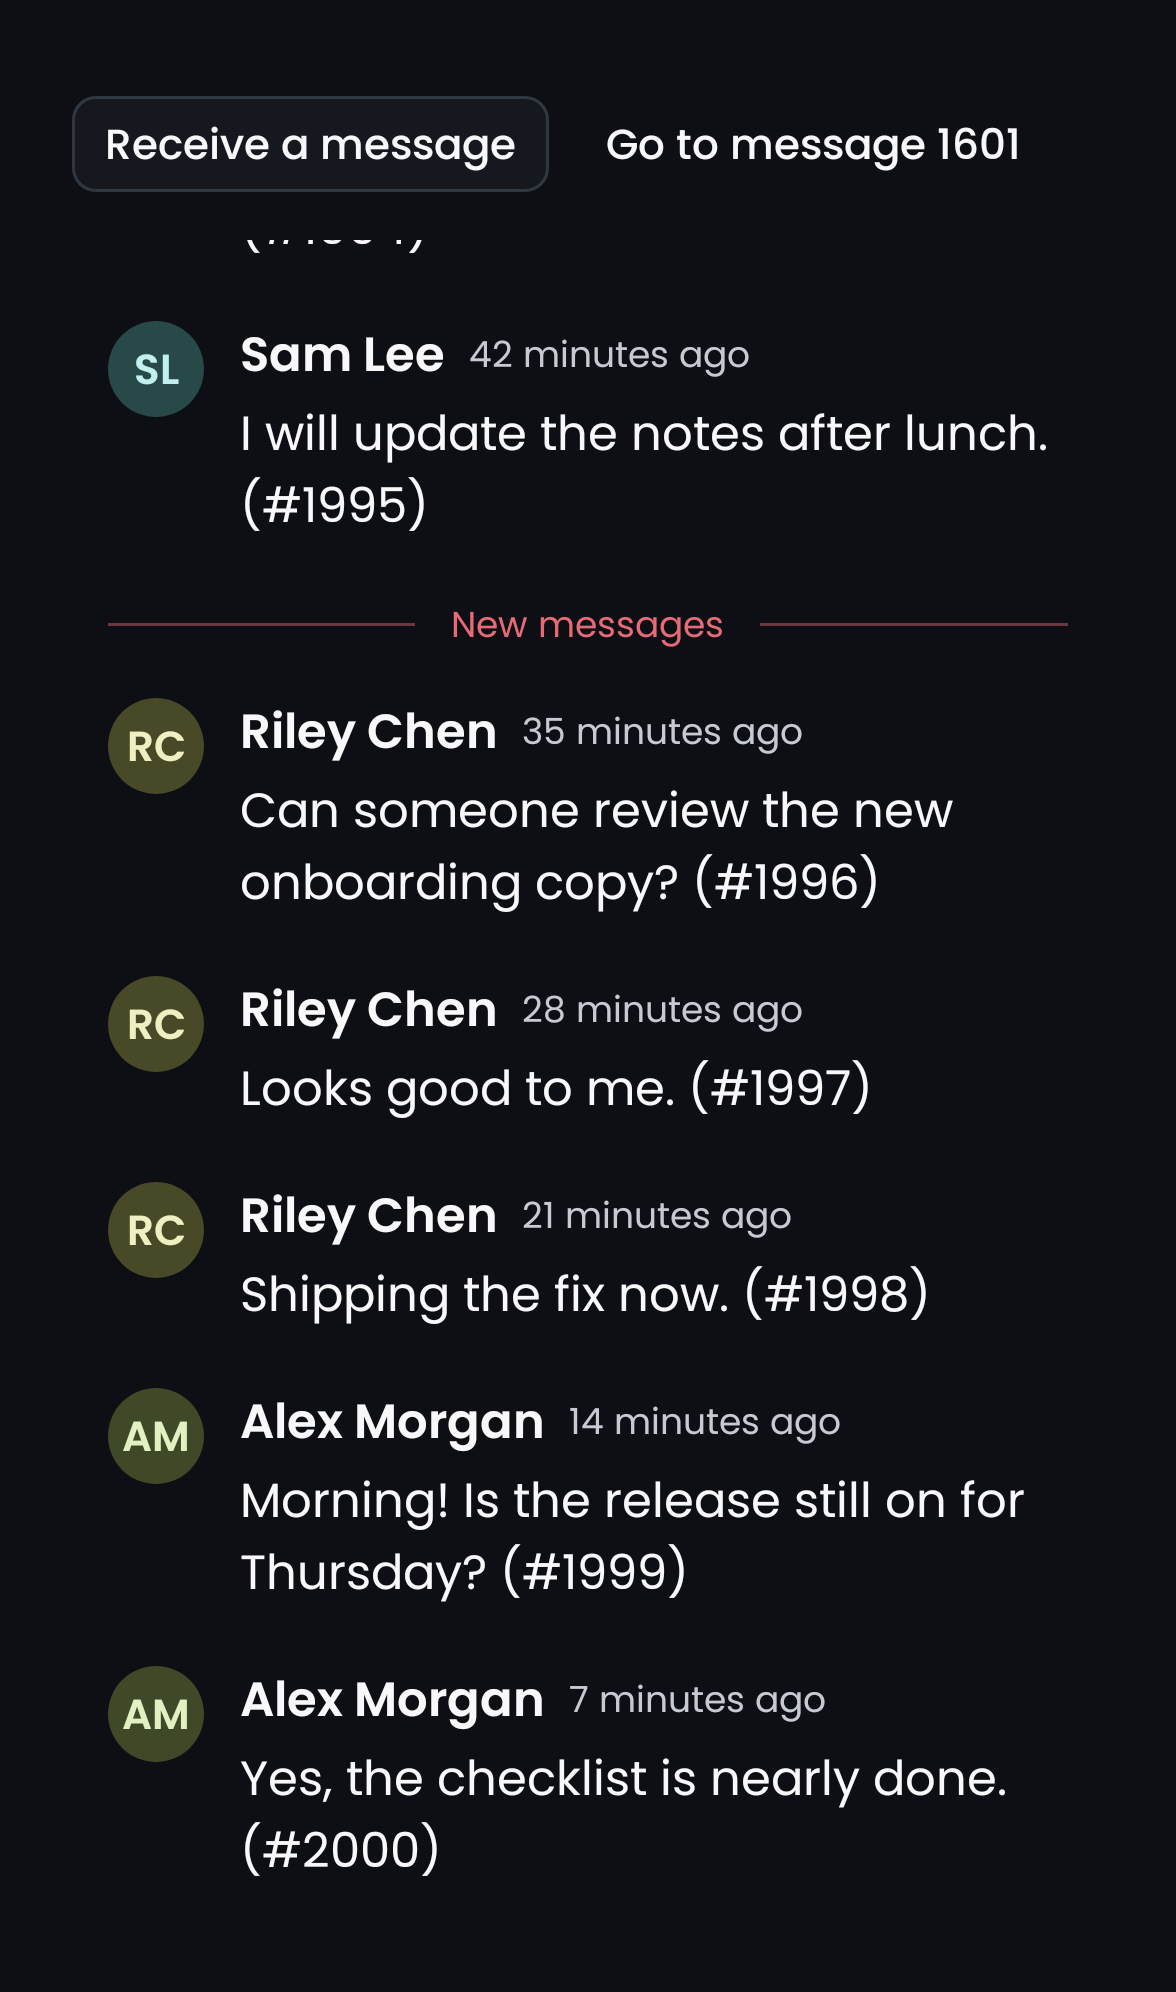 Receive a message
Go to message 1601
SL
Sam Lee 42 minutes ago
I will update the notes after lunch.
(#1995)
New messages
RC
Riley Chen 35 minutes ago
Can someone review the new
onboarding copy? (#1996)
RC
Riley Chen 28 minutes ago
Looks good to me. (#1997)
RC
Riley Chen 21 minutes ago
Shipping the fix now. (#1998)
AM
Alex Morgan 14 minutes ago
Morning! Is the release still on for
Thursday? (#1999)
AM
Alex Morgan 7 minutes ago
Yes, the checklist is nearly done.
(#2000)